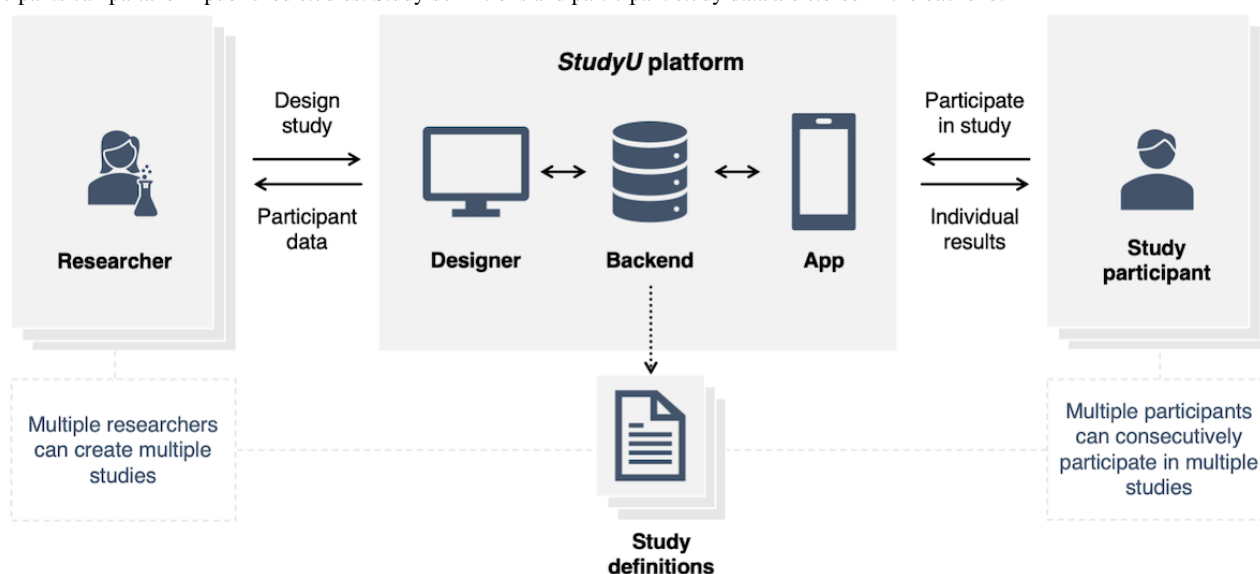 StudyU platform
Design
study
Participant
data
Researcher
Designer
Backend
App
Participate
in study
Individual
results
Study
participant
Multiple researchers
can create multiple
studies
Multiple participants
can consecutively
participate in multiple
studies
Study
definitions